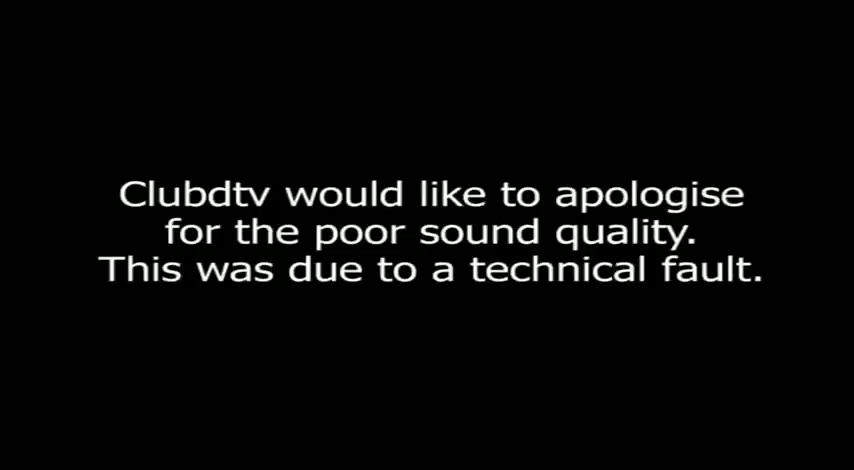 Clubdtv would like to apologise
for the poor sound quality.
This was due to a technical fault.